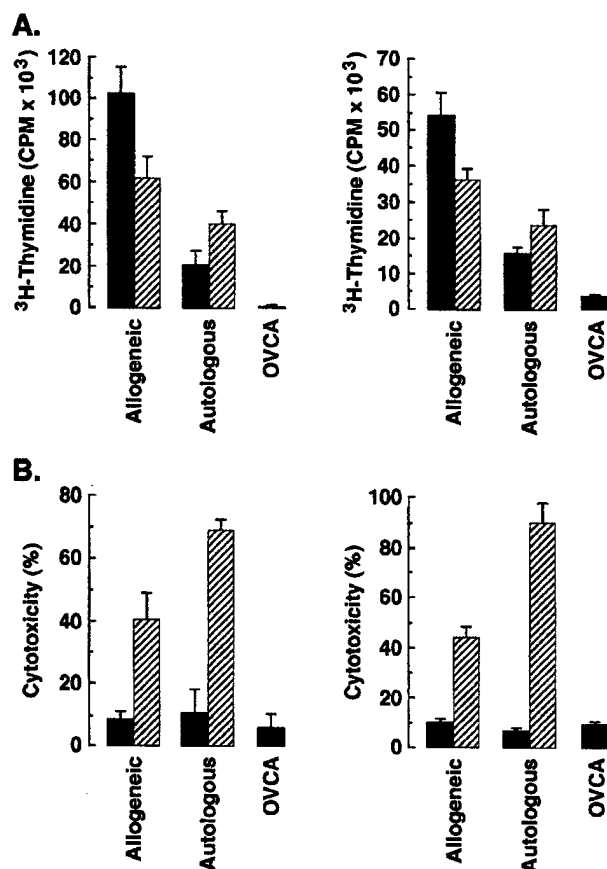 A.
³H-Thymidine (CPM x 10³)
120
100
80
60
40
20
0
Allogeneic
Autologous
OVCA
³H-Thymidine (CPM x 10³)
70
60
50
40
30
20
10
0
Allogeneic
Autologous
OVCA
B.
Cytotoxicity (%)
80
60
40
20
0
Allogeneic
Autologous
OVCA
Cytotoxicity (%)
100
80
60
40
20
0
Allogeneic
Autologous
OVCA